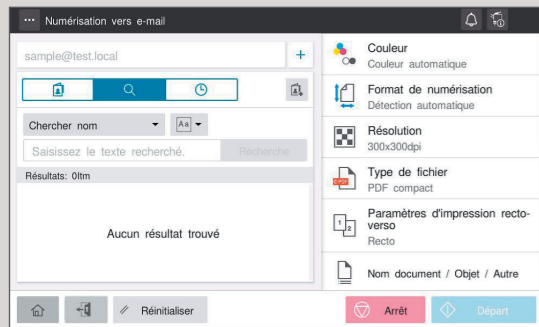 Numérisation vers e-mail
sample@test.local
+
Chercher nom
Aa
Saisissez le texte recherché.
Recherche
Résultats: 0Itm
Aucun résultat trouvé
Couleur
Couleur automatique
Format de numérisation
Détection automatique
Résolution
300x300dpi
Type de fichier
PDF compact
Paramètres d'impression recto-
verso
Recto
Nom document / Objet / Autre
Réinitialiser
Arrêt
Départ